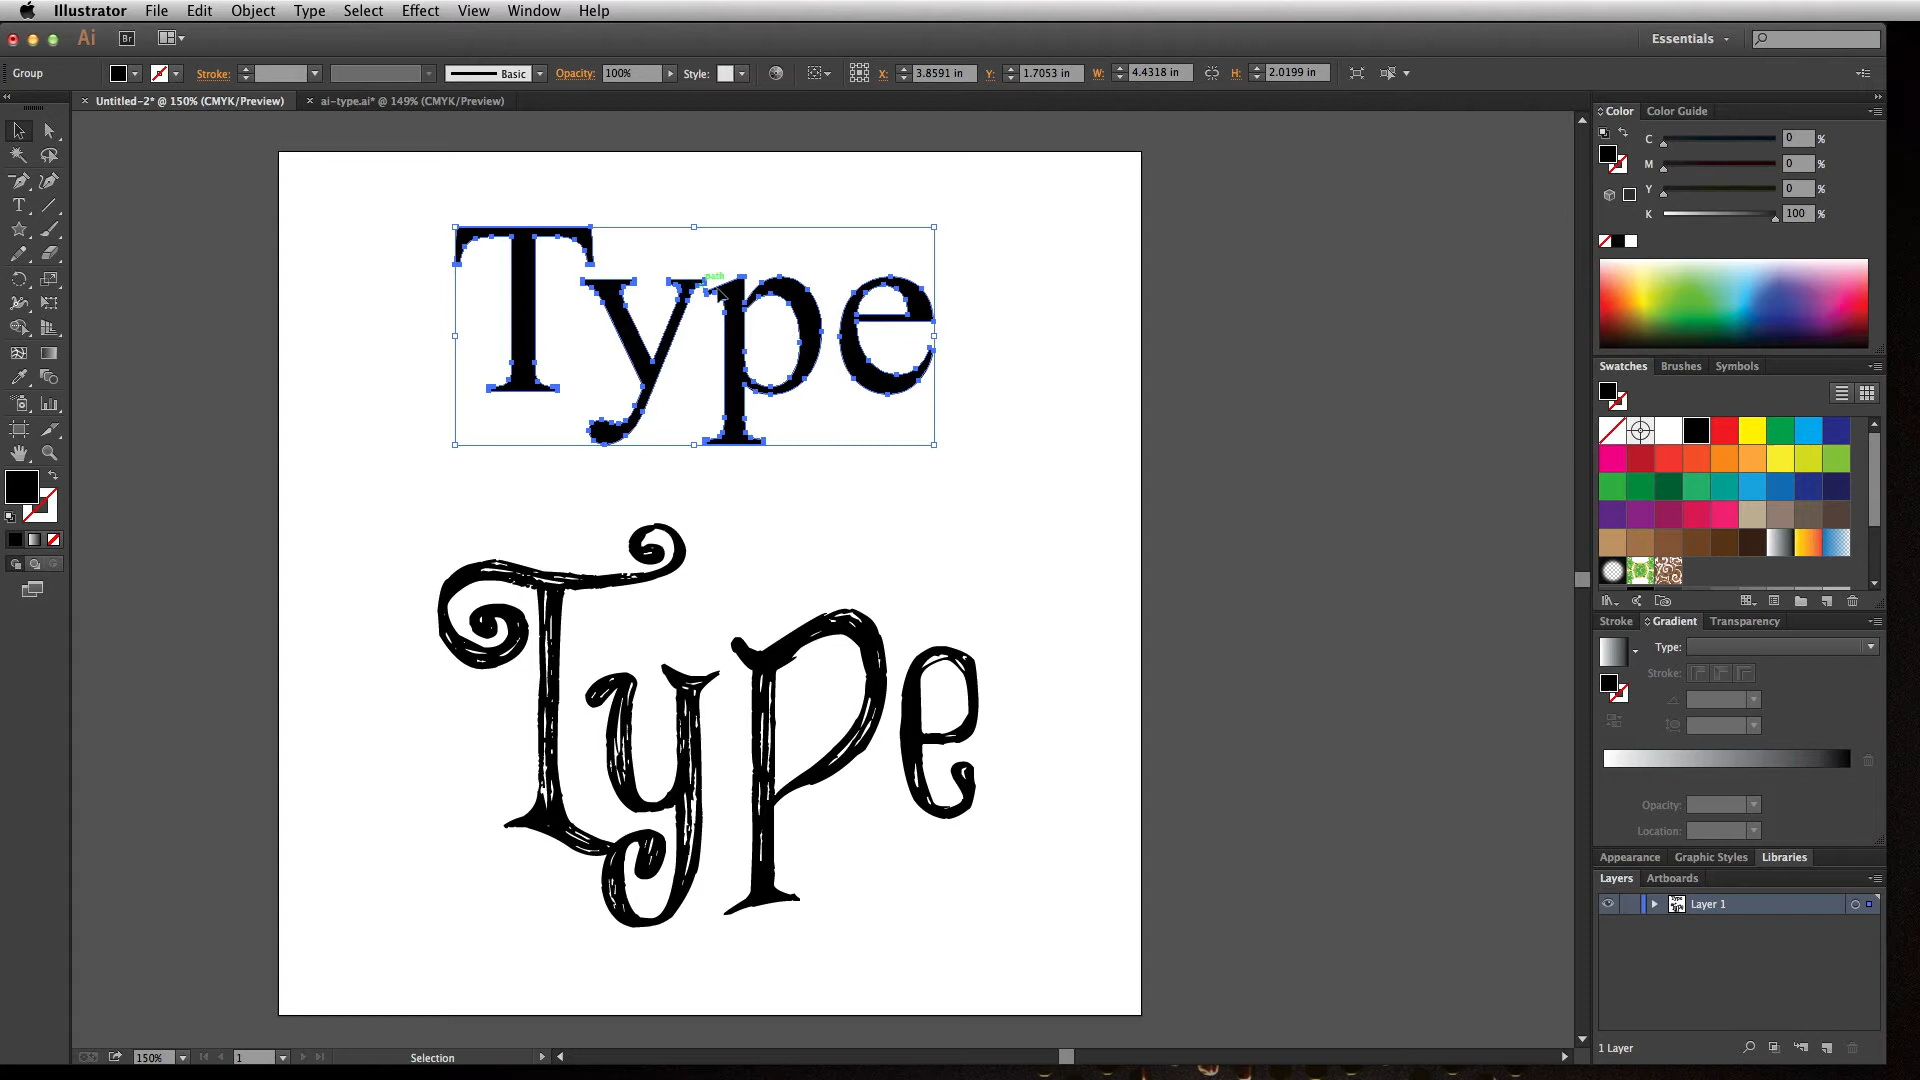 Illustrator File Edit Object Type Select Effect View Window Help
Ai Br Essentials
Group Stroke: Basic Opacity: 100% Style: X: 3.8591 in Y: 1.7053 in W: 4.4318 in H: 2.0199 in
× Untitled-2* @ 150% (CMYK/Preview) × ai-type.ai* @ 149% (CMYK/Preview)
Color Color Guide
C 0 %
M 0 %
Y 0 %
K 100 %
Type
path
Type
Swatches Brushes Symbols
Stroke Gradient Transparency
Type:
Stroke:
Opacity:
Location:
Appearance Graphic Styles Libraries
Layers Artboards
Layer 1
1 Layer
150% 1 Selection